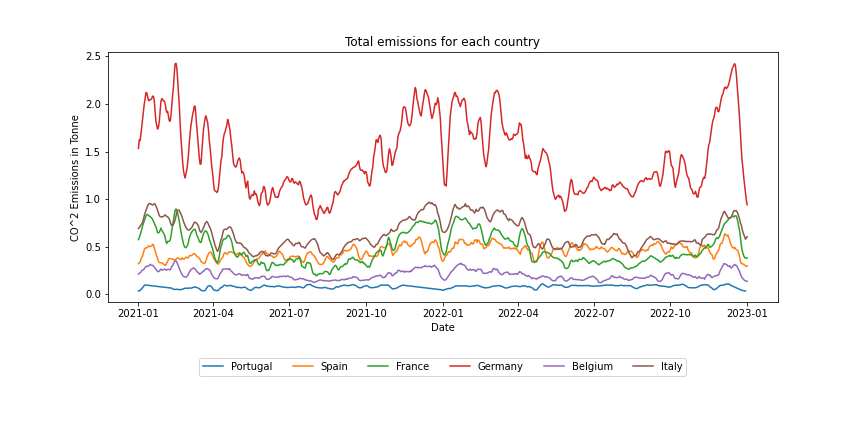 Total emissions for each country
CO^2 Emissions in Tonne
2.5
2.0
1.5
1.0
0.5
0.0
2021-01 2021-04 2021-07 2021-10 2022-01 2022-04 2022-07 2022-10 2023-01
Date
Portugal Spain France Germany Belgium Italy